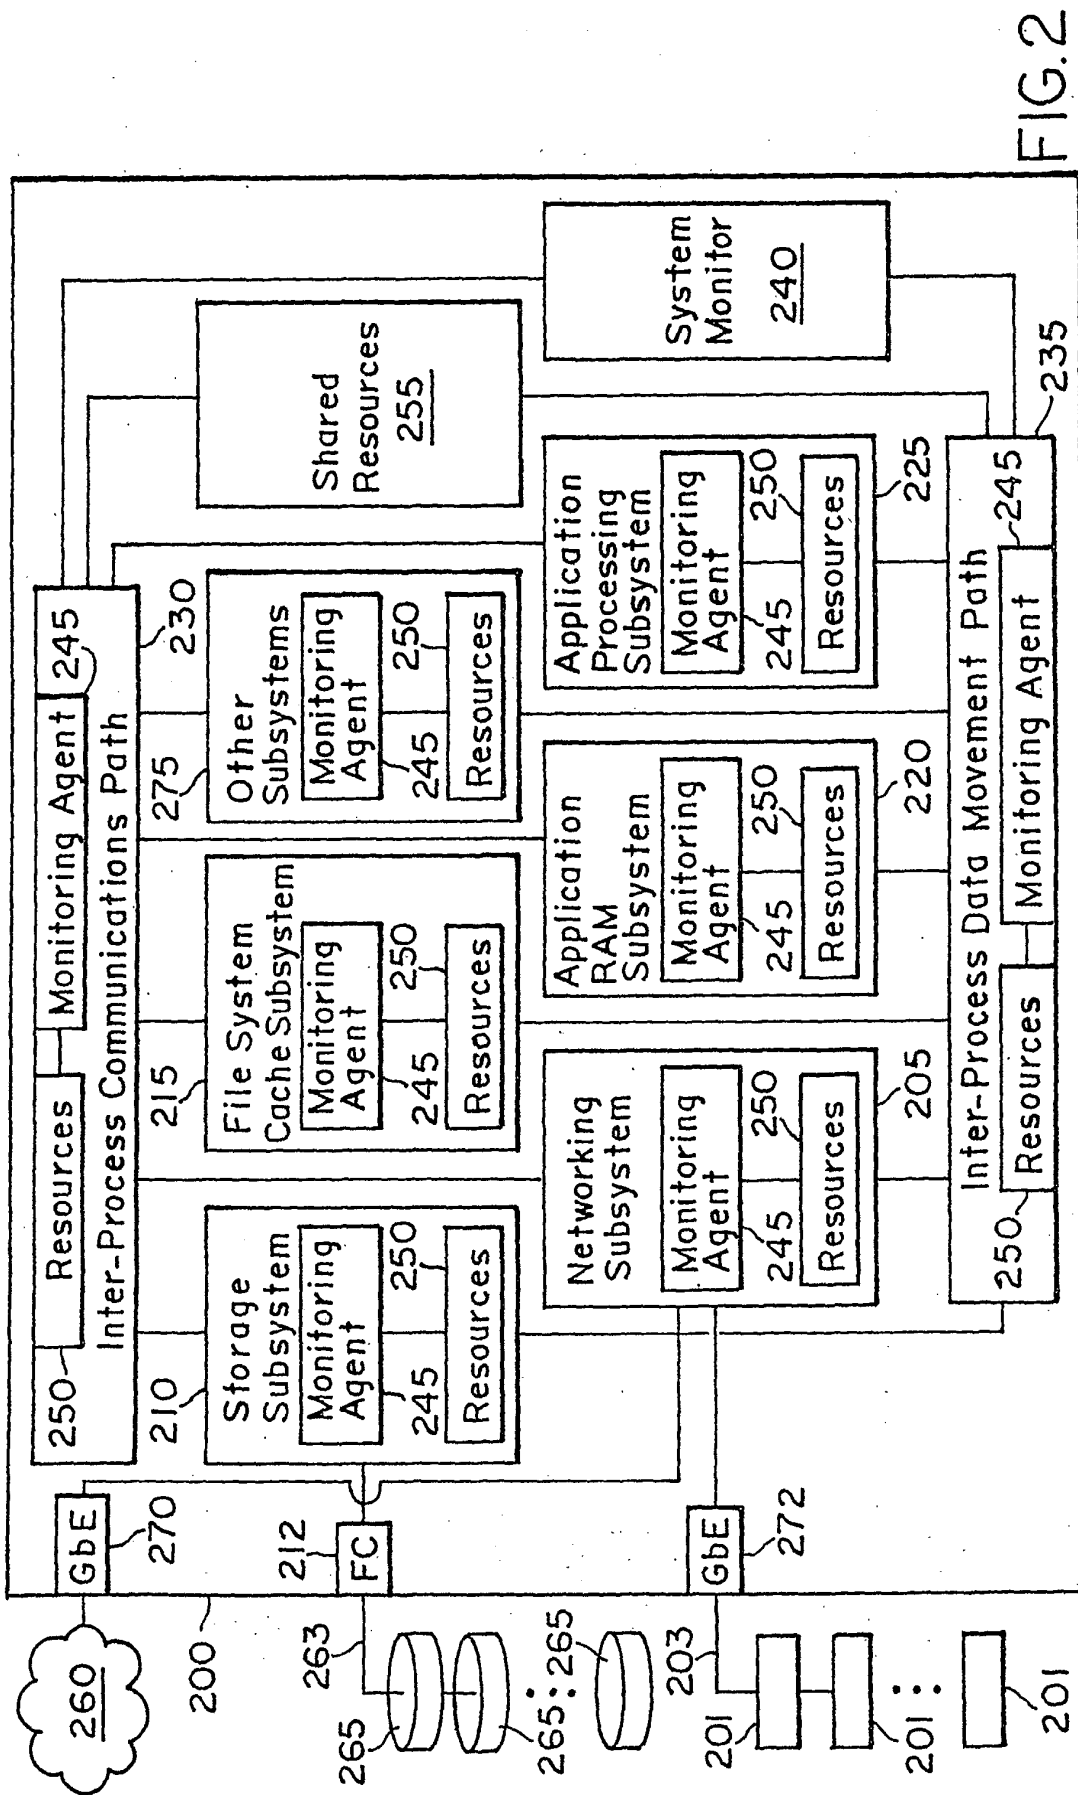 260
GbE
270
200
250
Resources
Monitoring Agent
245
Inter-Process Communications Path
230
210
Storage
Subsystem
Monitoring
Agent
245
250
Resources
215
File System
Cache Subsystem
Monitoring
Agent
245
250
Resources
275
Other
Subsystems
Monitoring
Agent
245
250
Resources
Shared
Resources
255
212
FC
263
265
265
265
Networking
Subsystem
Monitoring
Agent
245
250
Resources
205
Application
RAM
Subsystem
Monitoring
Agent
245
250
Resources
220
Application
Processing
Subsystem
Monitoring
Agent
245
250
Resources
225
System
Monitor
240
GbE
272
203
201
201
201
Inter-Process Data Movement Path
235
250
Resources
Monitoring Agent
245
FIG.2